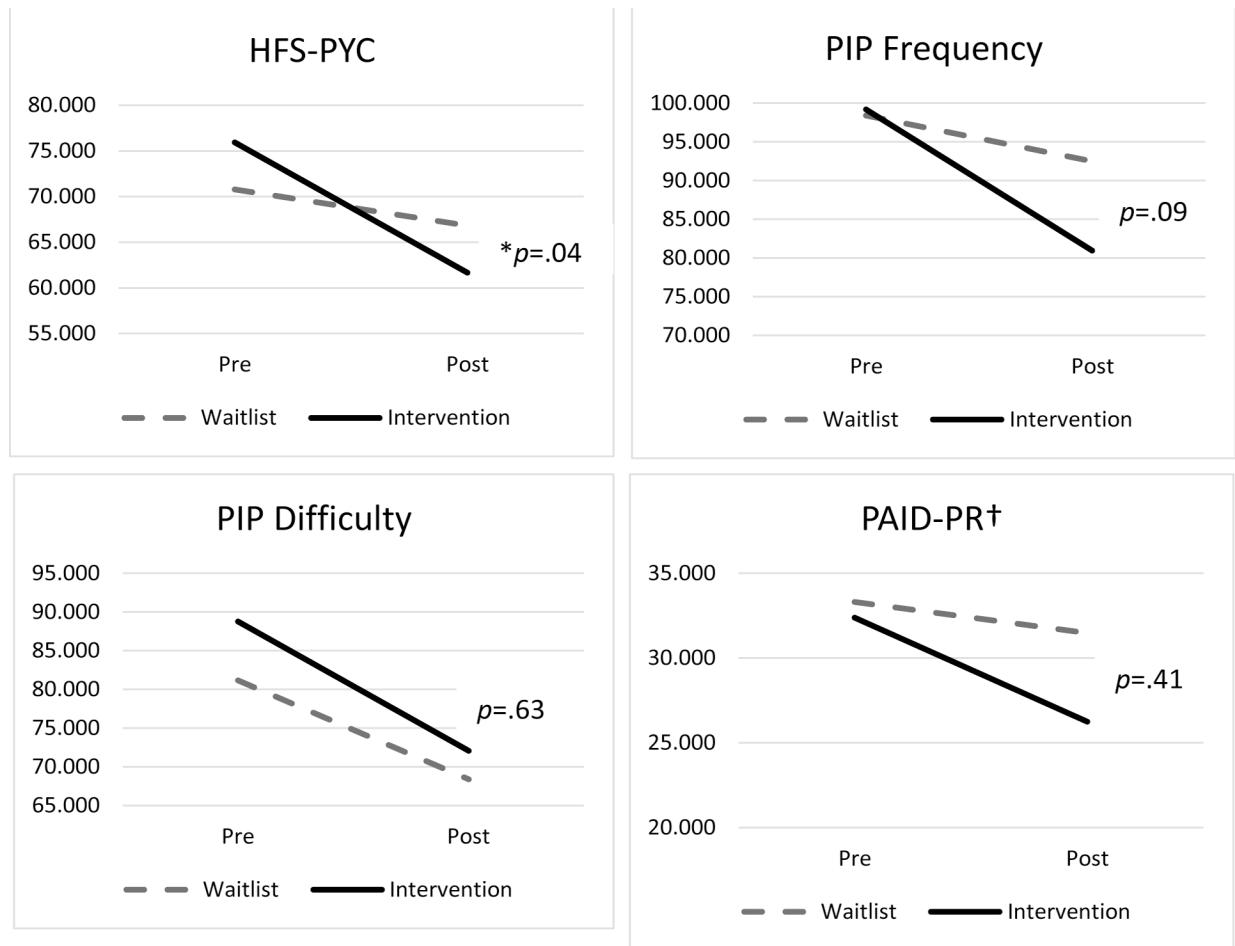 HFS-PYC
80.000
75.000
70.000
65.000
60.000
55.000
*p=.04
Pre Post
Waitlist Intervention
PIP Frequency
100.000
95.000
90.000
85.000
80.000
75.000
70.000
p=.09
Pre Post
Waitlist Intervention
PIP Difficulty
95.000
90.000
85.000
80.000
75.000
70.000
65.000
p=.63
Pre Post
Waitlist Intervention
PAID-PR†
35.000
30.000
25.000
20.000
p=.41
Pre Post
Waitlist Intervention